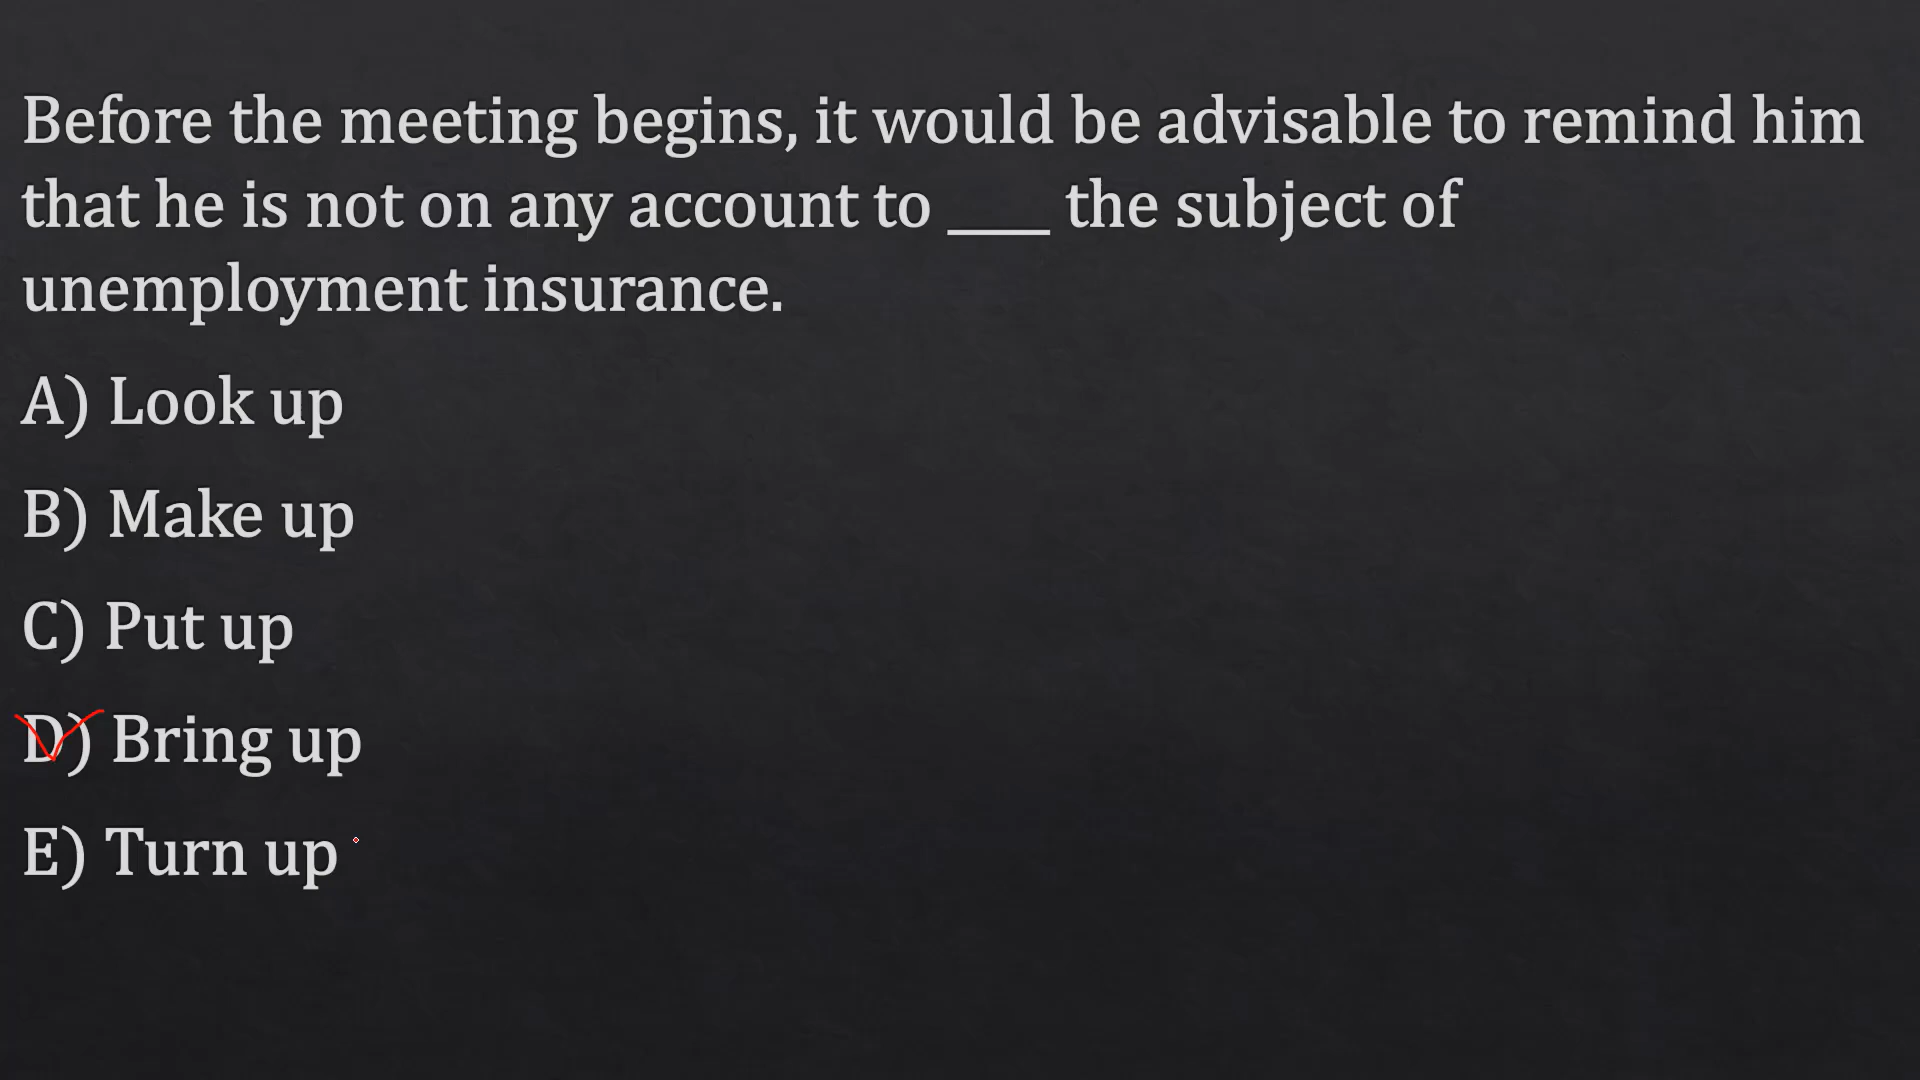 Before the meeting begins, it would be advisable to remind him
that he is not on any account to ____ the subject of
unemployment insurance.
A) Look up
B) Make up
C) Put up
D) Bring up
E) Turn up